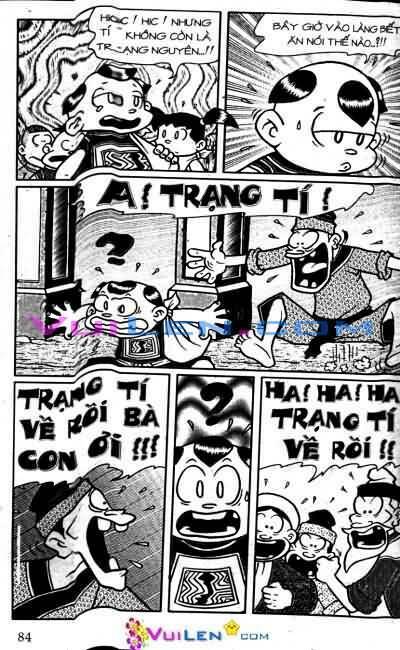 HIC! HIC! NHƯNG
TÍ KHÔNG CÒN LÀ
TRẠNG NGUYÊN...!!
BÂY GIỜ VÀO LÀNG BIẾT
ĂN NÓI THẾ NÀO..?!!
A! TRẠNG TÍ!
?
VUILEN.COM
TRẠNG TÍ
VỀ RỒI BÀ
CON ƠI!!!
?
HA! HA! HA
TRẠNG TÍ
VỀ RỒI!!
84
VUILEN.COM